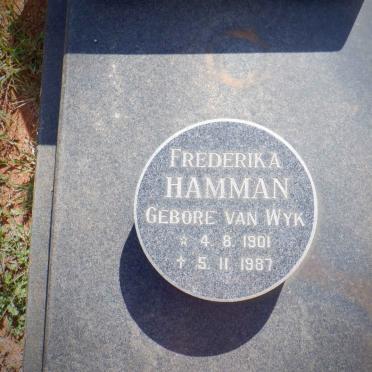 FREDERIKA
HAMMAN
GEBORE VAN WYK
☆ 4. 8. 1901
✝ 5. 11. 1987